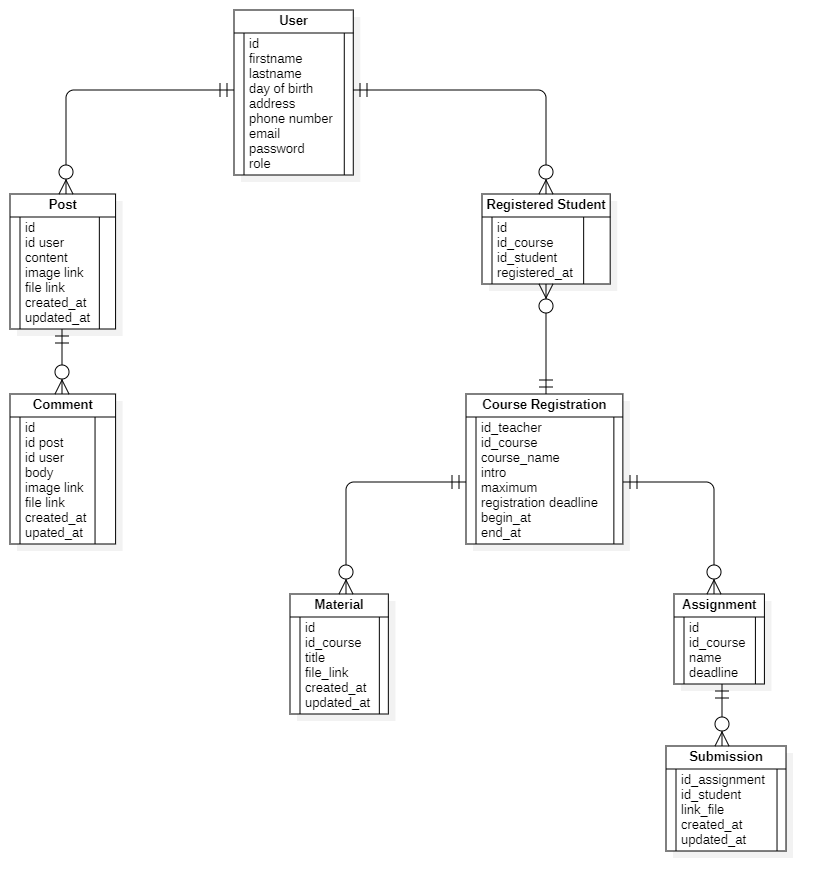 User
id
firstname
lastname
day of birth
address
phone number
email
password
role
Post
id
id user
content
image link
file link
created_at
updated_at
Registered Student
id
id_course
id_student
registered_at
Comment
id
id post
id user
body
image link
file link
created_at
upated_at
Course Registration
id_teacher
id_course
course_name
intro
maximum
registration deadline
begin_at
end_at
Material
id
id_course
title
file_link
created_at
updated_at
Assignment
id
id_course
name
deadline
Submission
id_assignment
id_student
link_file
created_at
updated_at